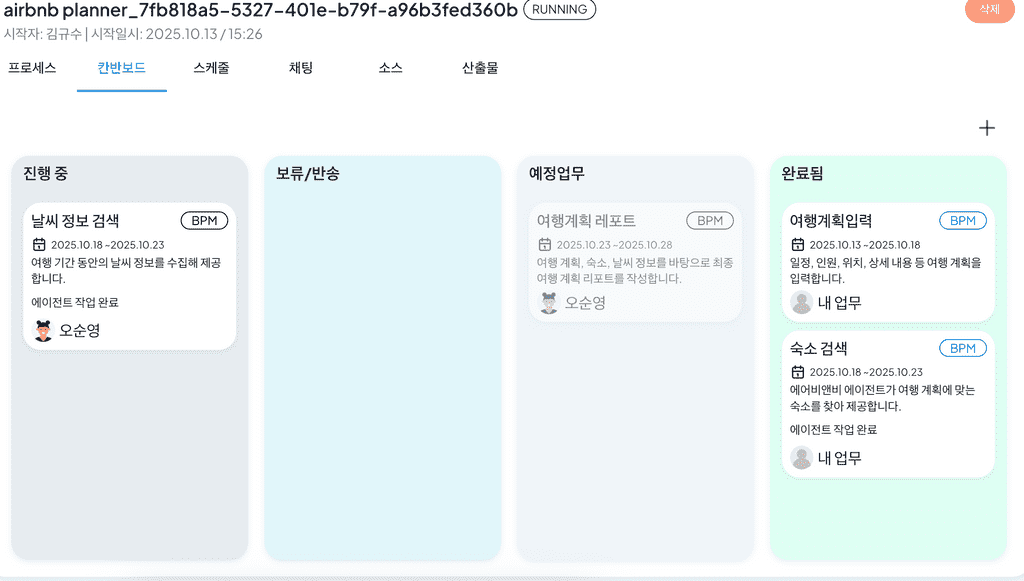 airbnb planner_7fb818a5-5327-401e-b79f-a96b3fed360b RUNNING
삭제
시작자: 김규수 | 시작일시: 2025.10.13 / 15:26
프로세스 칸반보드 스케줄 채팅 소스 산출물
진행 중
날씨 정보 검색 BPM
2025.10.18 ~2025.10.23
여행 기간 동안의 날씨 정보를 수집해 제공
합니다.
에이전트 작업 완료
오순영
보류/반송
예정업무
여행계획 레포트 BPM
2025.10.23 ~2025.10.28
여행 계획, 숙소, 날씨 정보를 바탕으로 최종
여행 계획 리포트를 작성합니다.
오순영
완료됨
여행계획입력 BPM
2025.10.13 ~2025.10.18
일정, 인원, 위치, 상세 내용 등 여행 계획을
입력합니다.
내 업무
숙소 검색 BPM
2025.10.18 ~2025.10.23
에어비앤비 에이전트가 여행 계획에 맞는
숙소를 찾아 제공합니다.
에이전트 작업 완료
내 업무